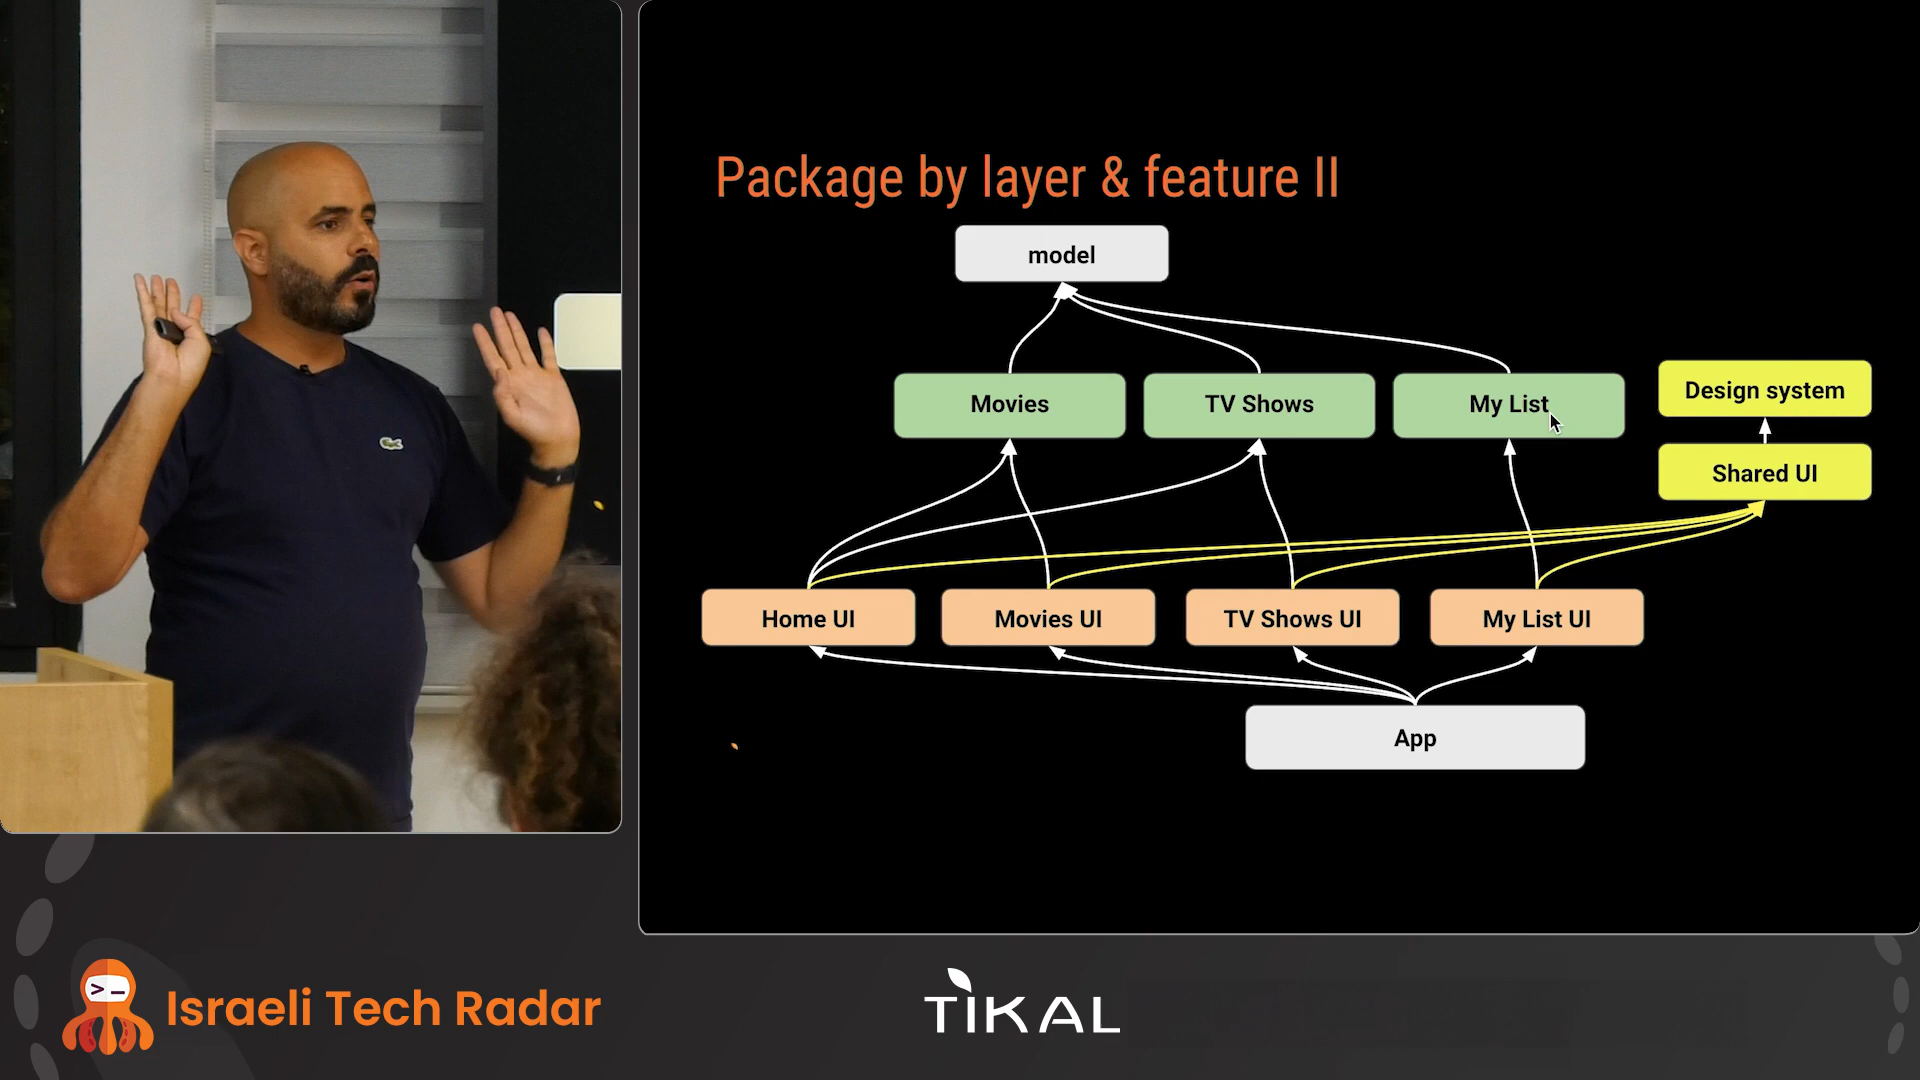 Package by layer & feature II
model
Movies
TV Shows
My List
Design system
Shared UI
Home UI
Movies UI
TV Shows UI
My List UI
App
>_
Israeli Tech Radar
TIKAL